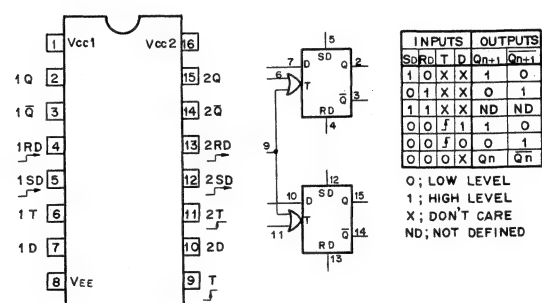 1 Vcc1 Vcc2 16
1Q 2 15 2Q
1Q̅ 3 14 2Q̅
1RD 4 13 2RD
1SD 5 12 2SD
1T 6 11 2T
1D 7 10 2D
8 VEE 9 T
5
7 D SD Q 2
6 T
Q̅ 3
RD
4
9
12
10 D SD Q 15
T
11 Q̅ 14
RD
13
INPUTS OUTPUTS
SD RD T D Qn+1 Q̅n+1
1 0 X X 1 0
0 1 X X 0 1
1 1 X X ND ND
0 0 ƒ 1 1 0
0 0 ƒ 0 0 1
0 0 0 X Qn Q̅n
0; LOW LEVEL
1; HIGH LEVEL
X; DON'T CARE
ND; NOT DEFINED